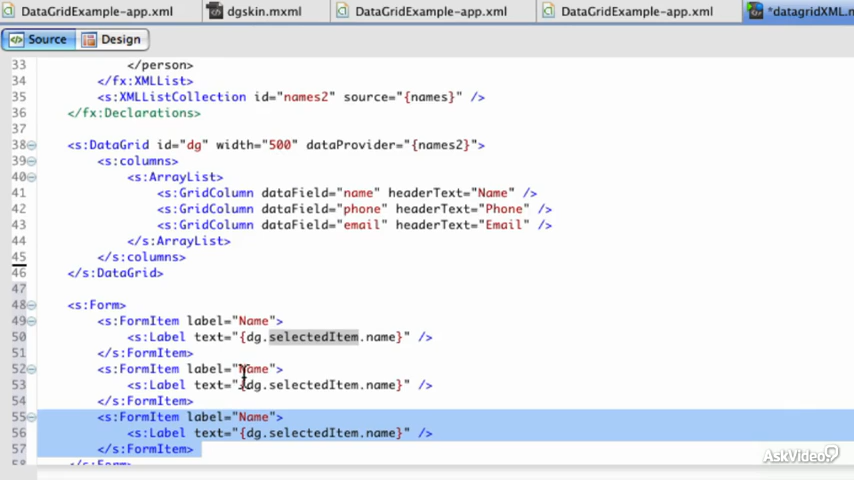 DataGridExample-app.xml
dgskin.mxml
DataGridExample-app.xml
DataGridExample-app.xml
*datagridXML.m
Source
Design
33 </person>
34 </fx:XMLList>
35 <s:XMLListCollection id="names2" source="{names}" />
36 </fx:Declarations>
37
38 <s:DataGrid id="dg" width="500" dataProvider="{names2}">
39 <s:columns>
40 <s:ArrayList>
41 <s:GridColumn dataField="name" headerText="Name" />
42 <s:GridColumn dataField="phone" headerText="Phone" />
43 <s:GridColumn dataField="email" headerText="Email" />
44 </s:ArrayList>
45 </s:columns>
46 </s:DataGrid>
47
48 <s:Form>
49 <s:FormItem label="Name">
50 <s:Label text="{dg.selectedItem.name}" />
51 </s:FormItem>
52 <s:FormItem label="Name">
53 <s:Label text="{dg.selectedItem.name}" />
54 </s:FormItem>
55 <s:FormItem label="Name">
56 <s:Label text="{dg.selectedItem.name}" />
57 </s:FormItem>
58 </s:Form>
AskVideo